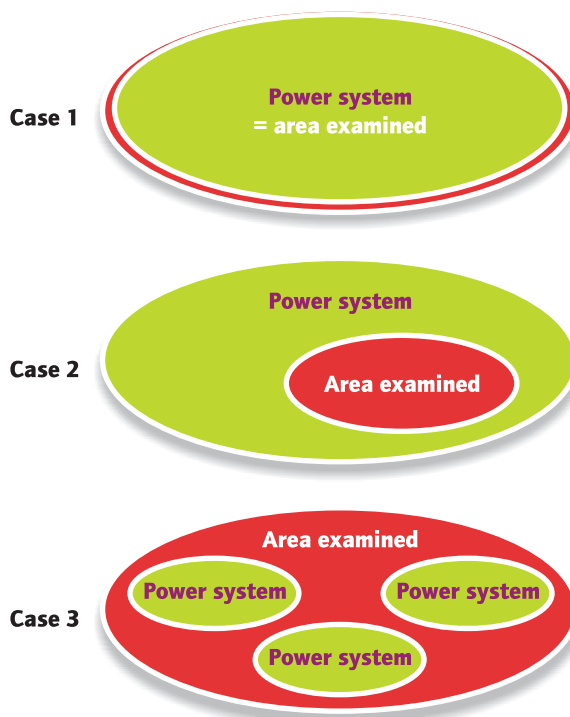 Case 1
Power system
= area examined
Case 2
Power system
Area examined
Case 3
Area examined
Power system
Power system
Power system